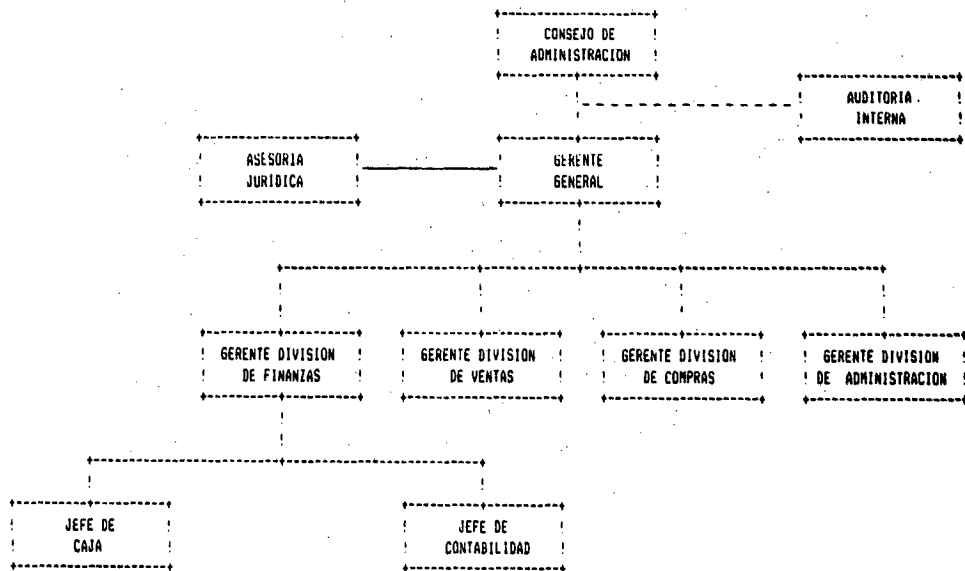 CONSEJO DE
ADMINISTRACION
AUDITORIA
INTERNA
ASESORIA
JURIDICA
GERENTE
GENERAL
GERENTE DIVISION
DE FINANZAS
GERENTE DIVISION
DE VENTAS
GERENTE DIVISION
DE COMPRAS
GERENTE DIVISION
DE ADMINISTRACION
JEFE DE
CAJA
JEFE DE
CONTABILIDAD